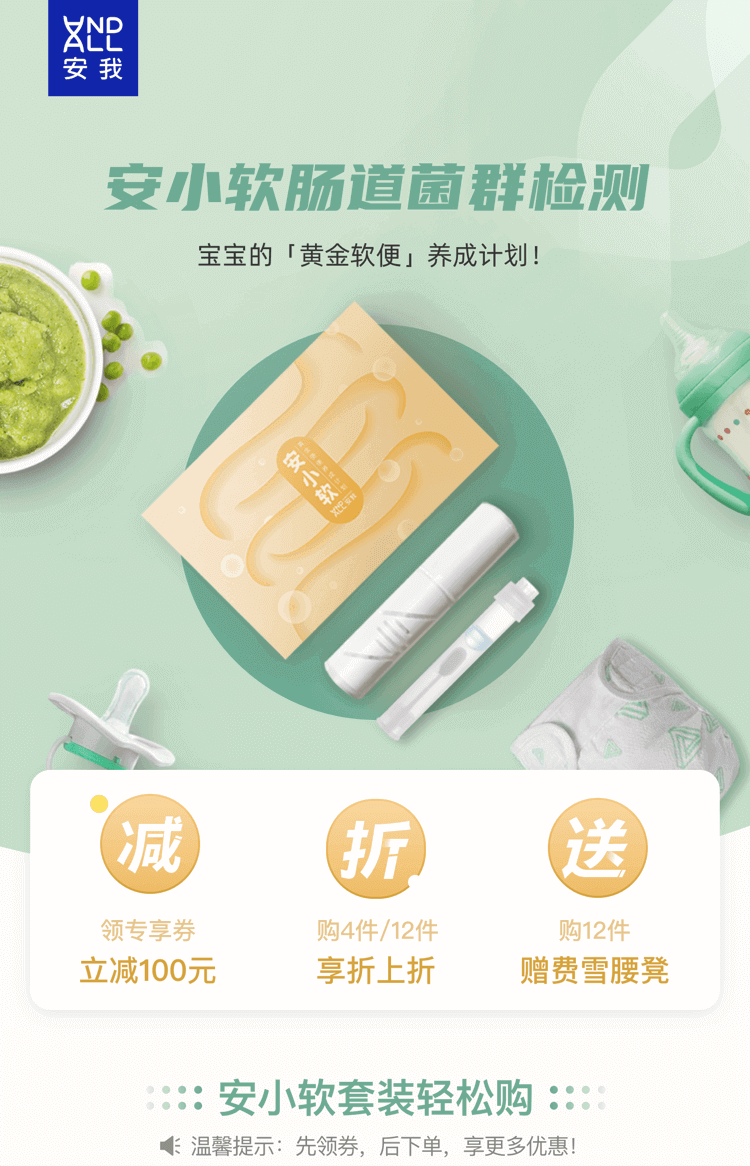 AND
ALL
安我
安小软肠道菌群检测
宝宝的「黄金软便」养成计划!
安小软
AND
ALL 安我
减
折
送
领专享券
购4件/12件
购12件
立减100元
享折上折
赠费雪腰凳
安小软套装轻松购
温馨提示:先领券,后下单,享更多优惠!